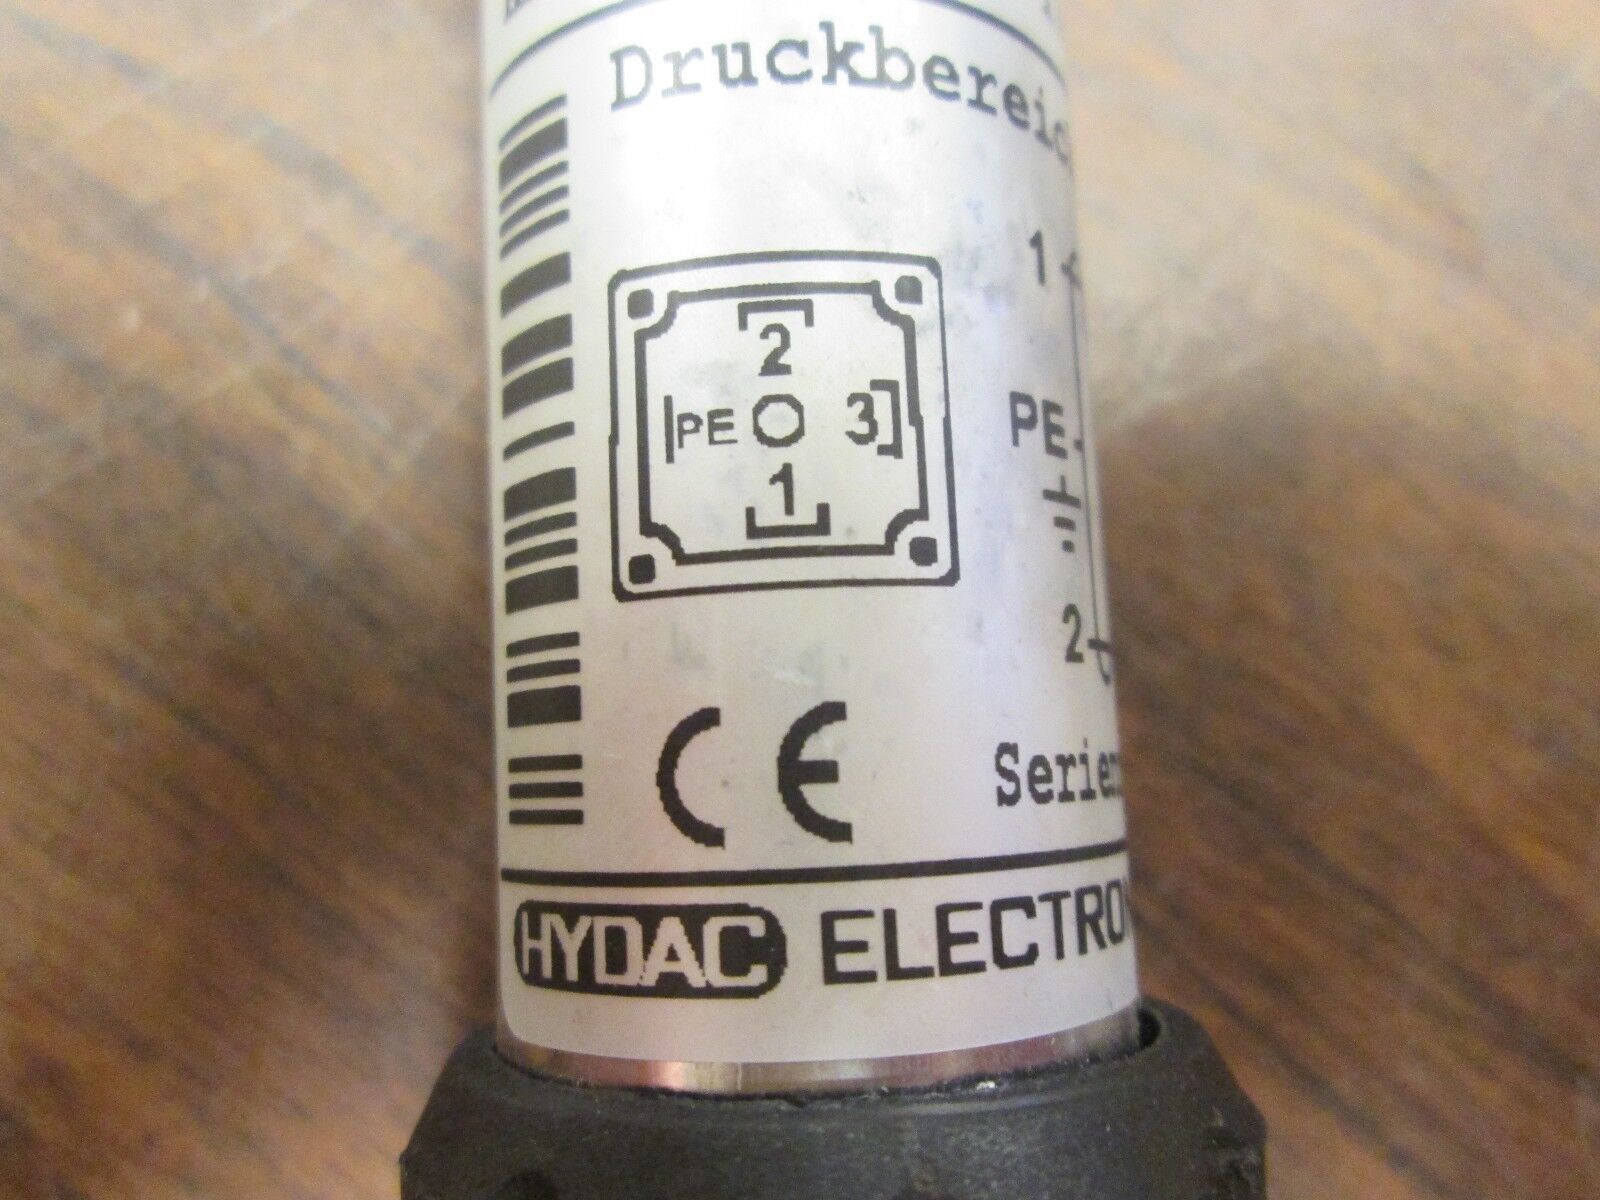 Druckbereic
2
PE 3
1
1
PE
2
CE
Serien
HYDAC ELECTRON